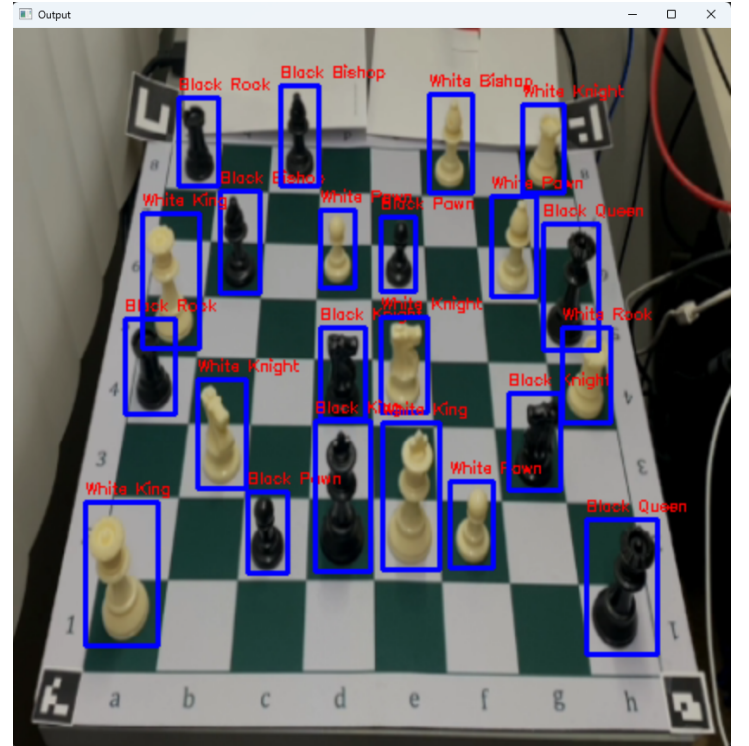 Output
Black Rook
Black Bishop
White Bishop
White Knight
8
8
Black Bishop
White Pawn
White King
White Pawn
Black Pawn
Black Queen
6
Black Rook
Black Knight
White Knight
White Rook
White Knight
4
4
Black Knight
Black King
White King
3
3
White Pawn
Black Pawn
White King
Black Queen
1
1
a b c d e f g h